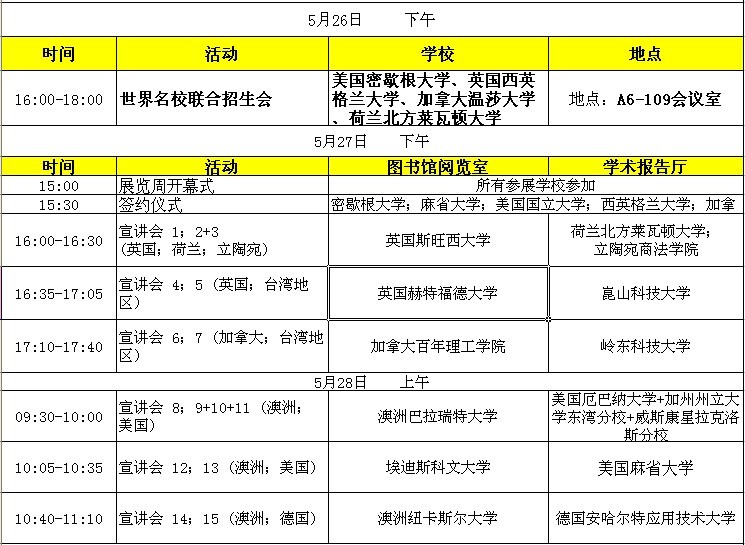 5月26日 下午
时间 活动 学校 地点
16:00-18:00 世界名校联合招生会 美国密歇根大学、英国西英
格兰大学、加拿大温莎大学
、荷兰北方莱瓦顿大学 地点：A6-109会议室
5月27日 下午
时间 活动 图书馆阅览室 学术报告厅
15:00 展览周开幕式 所有参展学校参加
15:30 签约仪式 密歇根大学；麻省大学；美国国立大学；西英格兰大学；加拿
16:00-16:30 宣讲会 1；2+3
(英国；荷兰；立陶宛) 英国斯旺西大学 荷兰北方莱瓦顿大学；
立陶宛商法学院
16:35-17:05 宣讲会 4；5 (英国；台湾地
区) 英国赫特福德大学 崑山科技大学
17:10-17:40 宣讲会 6；7 (加拿大；台湾地
区) 加拿大百年理工学院 岭东科技大学
5月28日 上午
09:30-10:00 宣讲会 8；9+10+11 (澳洲；
美国) 澳洲巴拉瑞特大学 美国厄巴纳大学+加州州立大
学东湾分校+威斯康星拉克洛
斯分校
10:05-10:35 宣讲会 12；13 (澳洲；美国) 埃迪斯科文大学 美国麻省大学
10:40-11:10 宣讲会 14；15 (澳洲；德国) 澳洲纽卡斯尔大学 德国安哈尔特应用技术大学